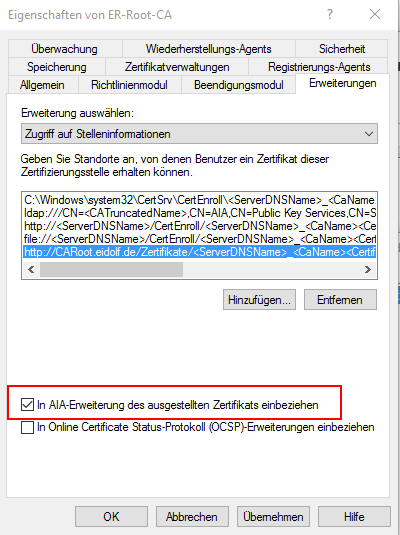 Eigenschaften von ER-Root-CA
Überwachung Wiederherstellungs-Agents Sicherheit
Speicherung Zertifikatverwaltungen Registrierungs-Agents
Allgemein Richtlinienmodul Beendigungsmodul Erweiterungen
Erweiterung auswählen:
Zugriff auf Stelleninformationen
Geben Sie Standorte an, von denen Benutzer ein Zertifikat dieser
Zertifizierungsstelle erhalten können.
C:\Windows\system32\CertSrv\CertEnroll\<ServerDNSName>_<CaName
ldap:///CN=<CATruncatedName>,CN=AIA,CN=Public Key Services,CN=S
http://<ServerDNSName>/CertEnroll/<ServerDNSName>_<CaName><Ce
file://<ServerDNSName>/CertEnroll/<ServerDNSName>_<CaName><Cert
http://CARoot.eidolf.de/Zertifikate/<ServerDNSName>_<CaName><Certif
Hinzufügen... Entfernen
In AIA-Erweiterung des ausgestellten Zertifikats einbeziehen
In Online Certificate Status-Protokoll (OCSP)-Erweiterungen einbeziehen
OK Abbrechen Übernehmen Hilfe